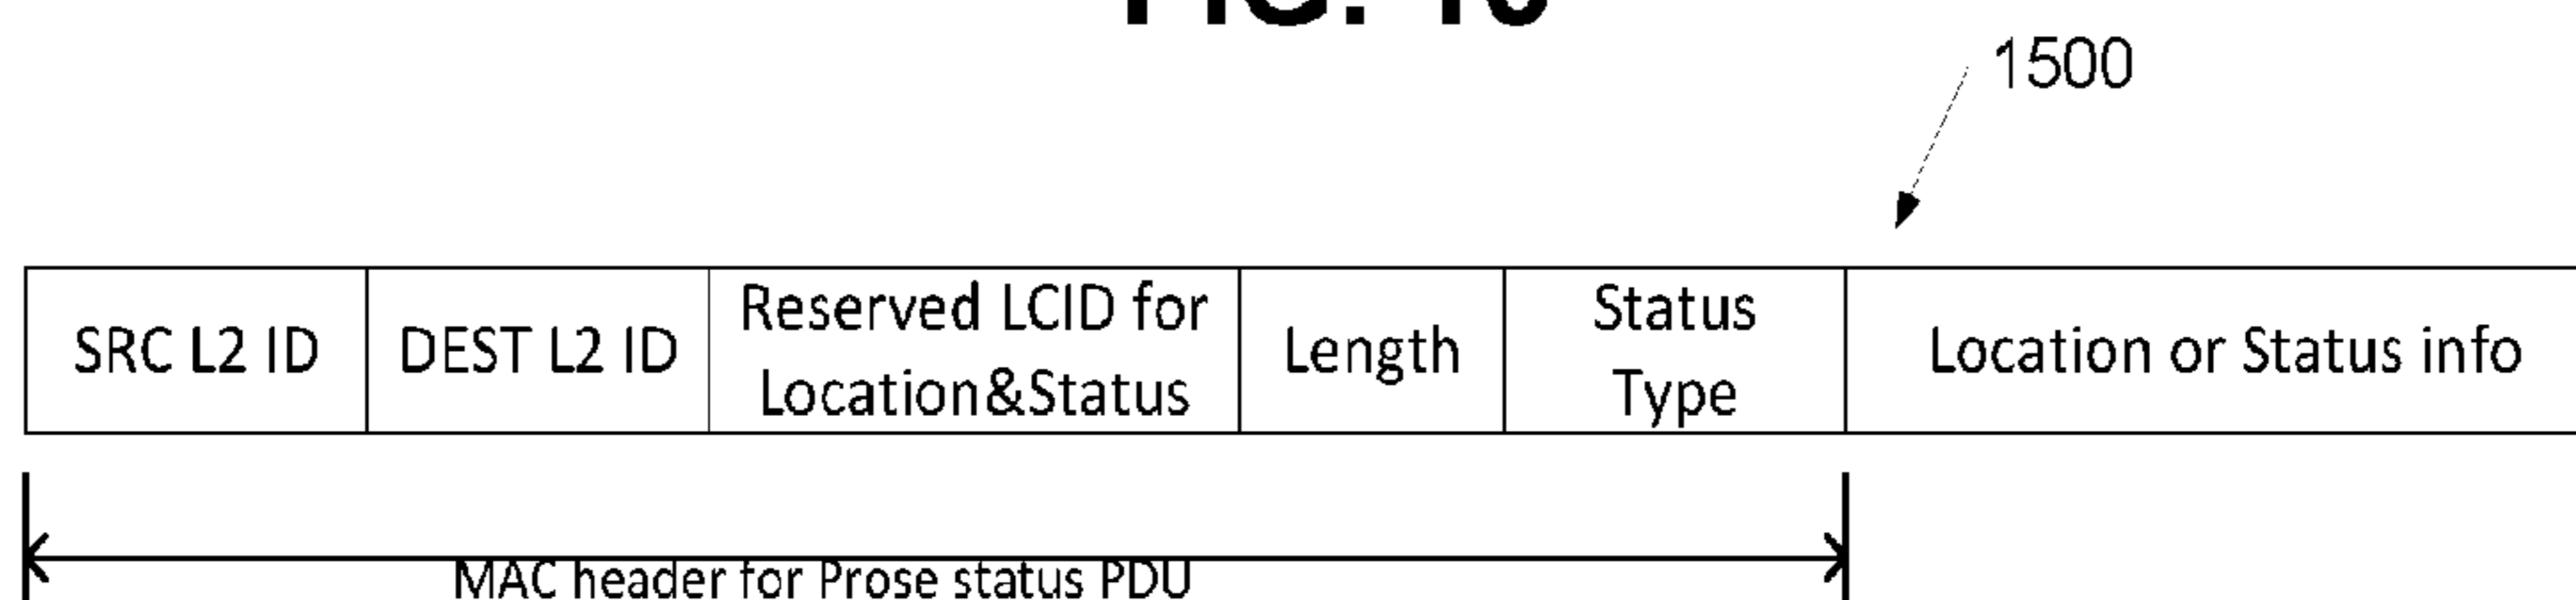 1500
SRC L2 ID
DEST L2 ID
Reserved LCID for
Location&Status
Length
Status
Type
Location or Status info
MAC header for Prose status PDU